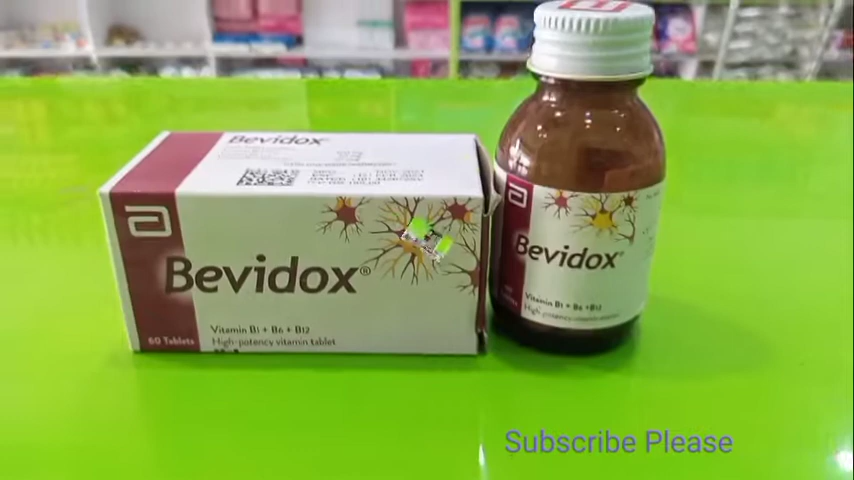 Bevidox
Bevidox®
60 Tablets
Vitamin B1 + B6 + B12
High-potency vitamin tablet
Bevidox®
Vitamin B1 + B6 +B12
High-potency vitamin
Subscribe Please